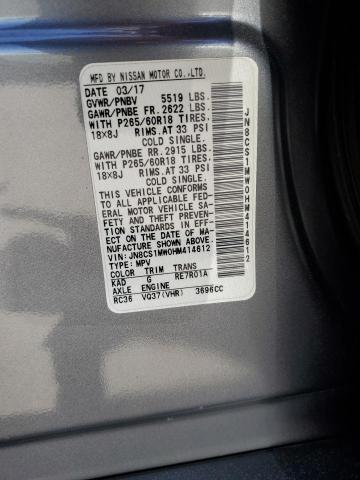 MFD. BY NISSAN MOTOR CO.,LTD.
DATE 03/17
GVWR/PNBV 5519 LBS.
GAWR/PNBE FR. 2622 LBS.
WITH P265/60R18 TIRES,
18X8J RIMS.AT 33 PSI
COLD SINGLE.
GAWR/PNBE RR. 2915 LBS.
WITH P265/60R18 TIRES,
18X8J RIMS.AT 33 PSI
COLD SINGLE.
THIS VEHICLE CONFORMS
TO ALL APPLICABLE FED-
ERAL MOTOR VEHICLE SA-
FETY AND THEFT PREVENTION
STANDARDS IN EFF-
ECT ON THE DATE OF MA-
NUFACTURE SHOWN ABOVE.
VIN: JN8CS1MW0HM414612
TYPE: MPV
COLOR TRIM TRANS
KAD G RE7R01A
AXLE ENGINE
RC36 VQ37(VHR) 3696CC
JN8CS1MW0HM414612